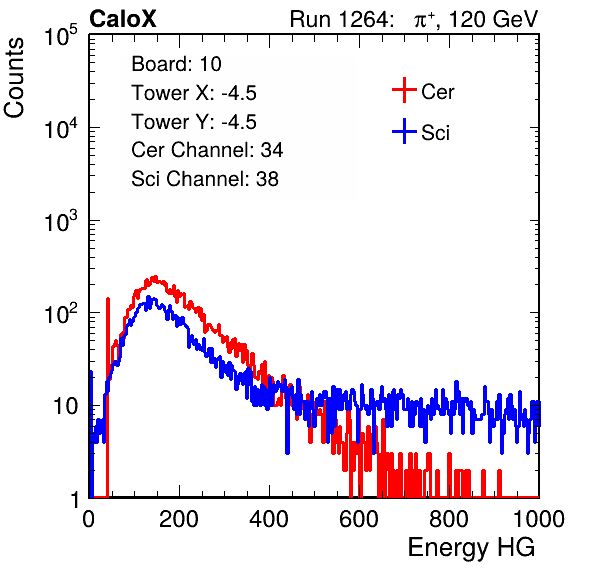 CaloX Run 1264: π⁺, 120 GeV
Counts
10⁵
10⁴
10³
10²
10
1
Board: 10
Tower X: -4.5
Tower Y: -4.5
Cer Channel: 34
Sci Channel: 38
Cer
Sci
0 200 400 600 800 1000
Energy HG